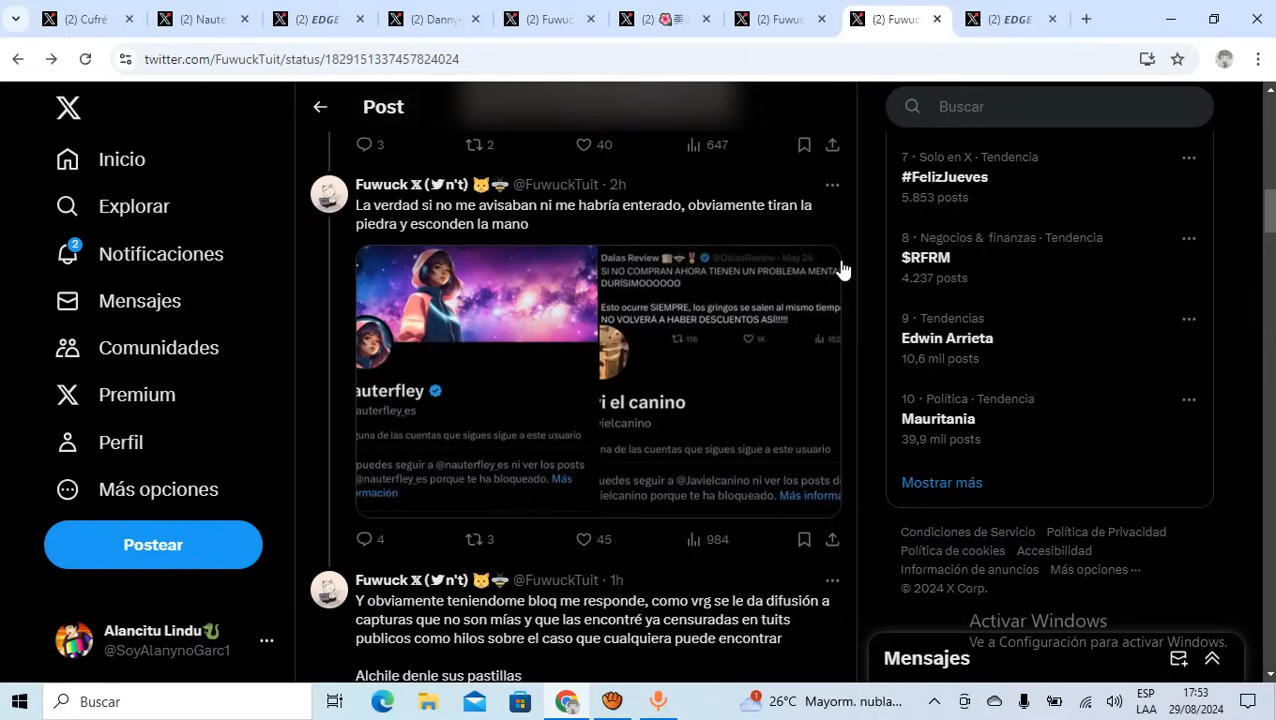 (2) Cufré
(2) Naute
(2) EDGE
(2) Danny
(2) Fuwuc
(2)
(2) Fuwuc
(2) Fuwuc
(2) EDGE
twitter.com/FuwuckTuit/status/1829151337457824024
Inicio
Explorar
2
Notificaciones
Mensajes
Comunidades
Premium
Perfil
Más opciones
Postear
Alancitu Lindu
@SoyAlanynoGarc1
Post
3 2 40 647
Fuwuck 𝕏 (n't) @FuwuckTuit · 2h
La verdad si no me avisaban ni me habría enterado, obviamente tiran la
piedra y esconden la mano
auterfley
nauterfley_es
guna de las cuentas que sigues sigue a este usuario
puedes seguir a @nauterfley_es ni ver los posts
@nauterfley_es porque te ha bloqueado. Más
ormación
Dalas Review @DalasReview · May 24
SI NO COMPRAN AHORA TIENEN UN PROBLEMA MENTA
DURÍSIMOOOOOO
Esto ocurre SIEMPRE, los gringos se salen al mismo tiemp
NO VOLVERÁ A HABER DESCUENTOS ASÍ!!!!!
116 1K 162
vi el canino
vielcanino
na de las cuentas que sigues sigue a este usuario
uedes seguir a @Javielcanino ni ver los posts d
ielcanino porque te ha bloqueado. Más informa
4 3 45 984
Fuwuck 𝕏 (n't) @FuwuckTuit · 1h
Y obviamente teniendome bloq me responde, como vrg se le da difusión a
capturas que no son mías y que las encontré ya censuradas en tuits
publicos como hilos sobre el caso que cualquiera puede encontrar
Alchile denle sus pastillas
Buscar
7 · Solo en X · Tendencia
#FelizJueves
5.853 posts
8 · Negocios & finanzas · Tendencia
$RFRM
4.237 posts
9 · Tendencias
Edwin Arrieta
10,6 mil posts
10 · Política · Tendencia
Mauritania
39,9 mil posts
Mostrar más
Condiciones de Servicio Política de Privacidad
Política de cookies Accesibilidad
Información de anuncios Más opciones ···
© 2024 X Corp.
Activar Windows
Ve a Configuración para activar Windows.
Mensajes
Buscar
1
26°C Mayorm. nubla...
ESP
LAA
17:53
29/08/2024